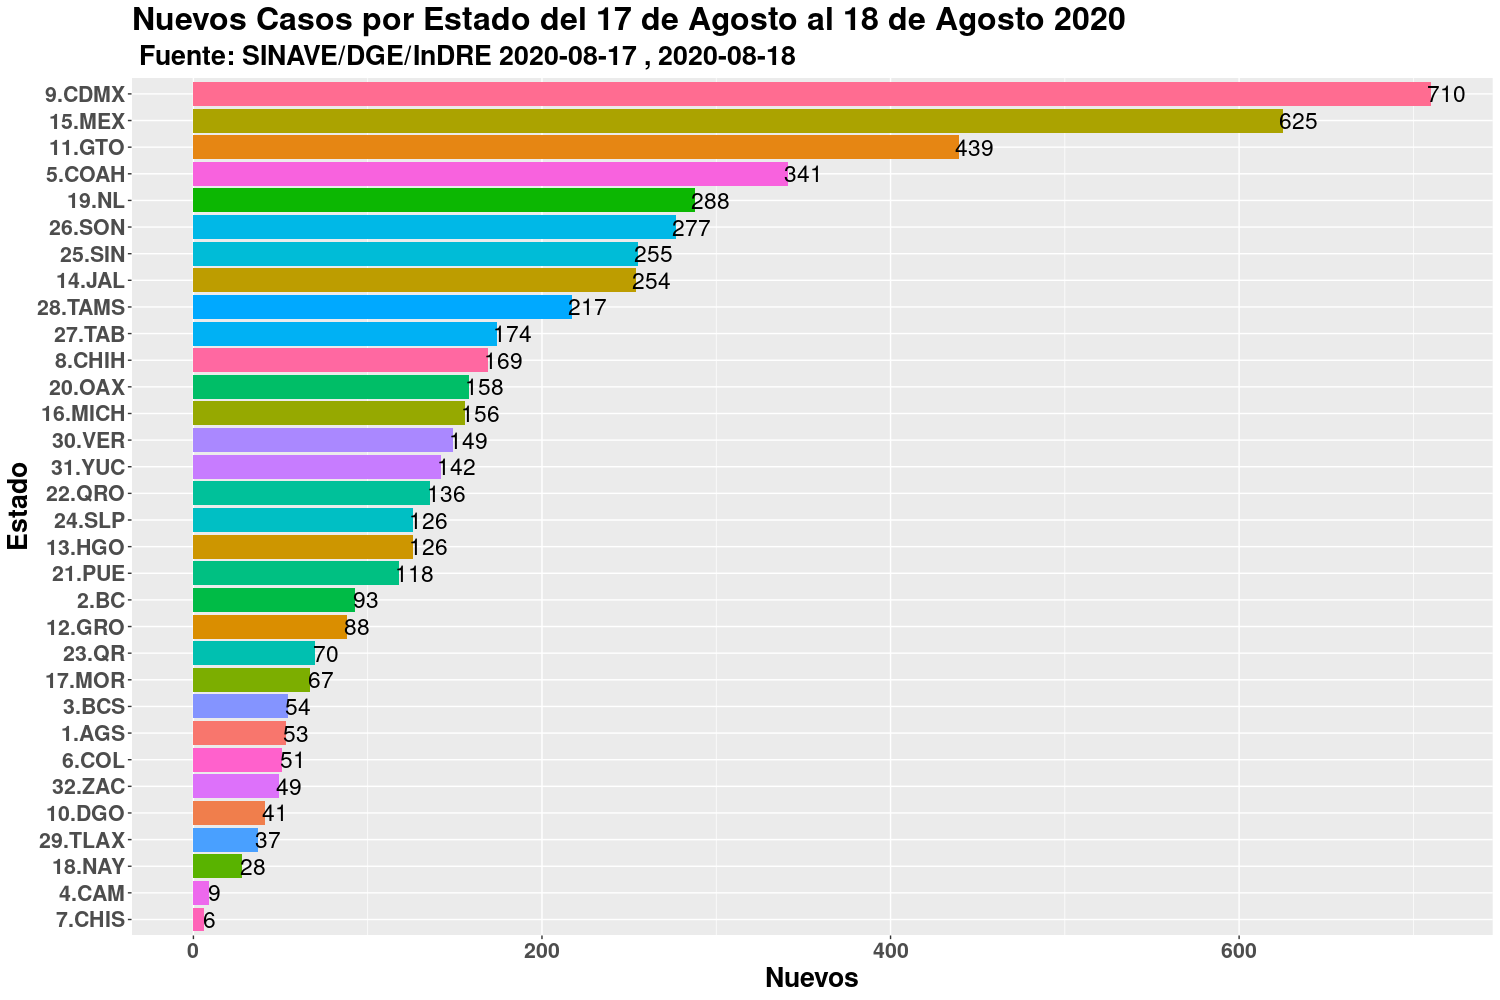 Nuevos Casos por Estado del 17 de Agosto al 18 de Agosto 2020
Fuente: SINAVE/DGE/InDRE 2020-08-17 , 2020-08-18
Estado
9.CDMX 710
15.MEX 625
11.GTO 439
5.COAH 341
19.NL 288
26.SON 277
25.SIN 255
14.JAL 254
28.TAMS 217
27.TAB 174
8.CHIH 169
20.OAX 158
16.MICH 156
30.VER 149
31.YUC 142
22.QRO 136
24.SLP 126
13.HGO 126
21.PUE 118
2.BC 93
12.GRO 88
23.QR 70
17.MOR 67
3.BCS 54
1.AGS 53
6.COL 51
32.ZAC 49
10.DGO 41
29.TLAX 37
18.NAY 28
4.CAM 9
7.CHIS 6
0 200 400 600
Nuevos